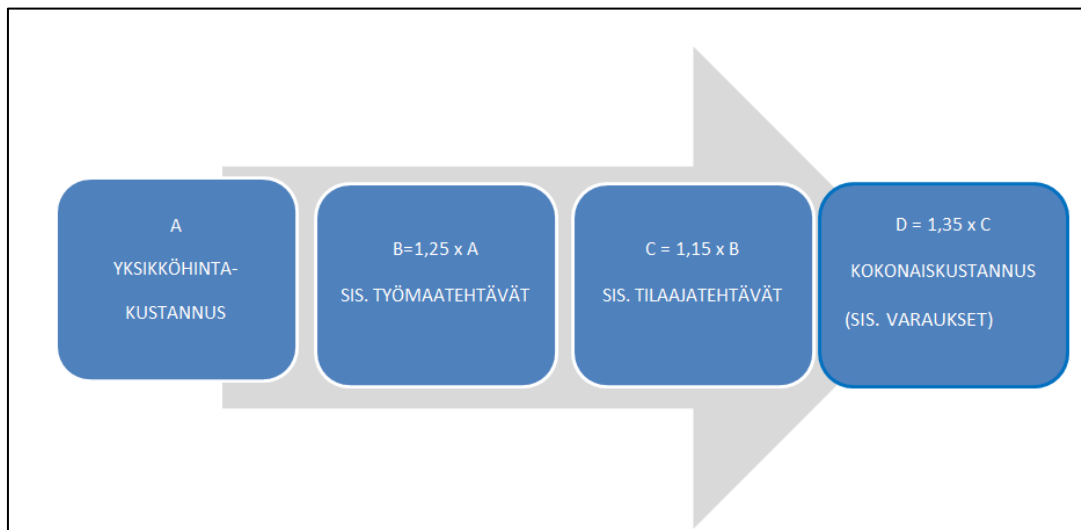 A
YKSIKKÖHINTA-
KUSTANNUS
B=1,25 x A
SIS. TYÖMAATEHTÄVÄT
C = 1,15 x B
SIS. TILAAJATEHTÄVÄT
D = 1,35 x C
KOKONAISKUSTANNUS
(SIS. VARAUKSET)